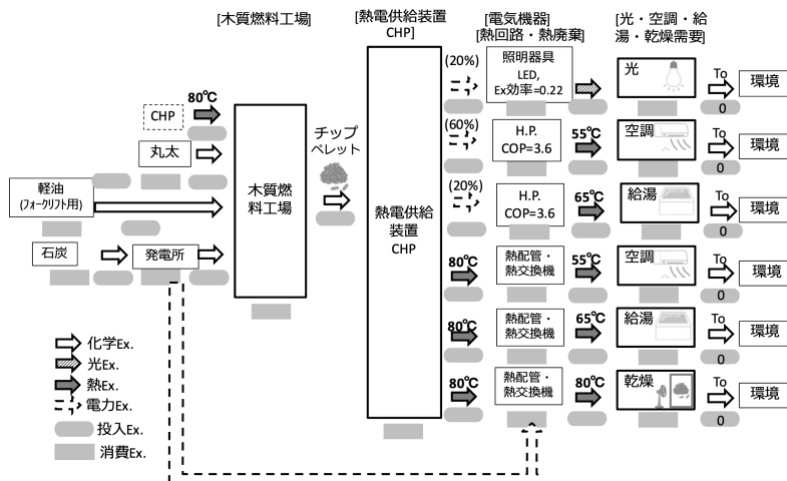 [木質燃料工場]
[熱電供給装置
CHP]
[電気機器]
[熱回路・熱廃棄]
[光・空調・給
湯・乾燥需要]
CHP
80℃
丸太
軽油
(フォークリフト用)
石炭
発電所
木質燃
料工場
チップ
ペレット
熱電供給
装置
CHP
(20%)
照明器具
LED,
Ex効率=0.22
光
To
0
環境
(60%)
H.P.
COP=3.6
55℃
空調
To
0
環境
(20%)
H.P.
COP=3.6
65℃
給湯
To
0
環境
80℃
熱配管・
熱交換機
55℃
空調
To
0
環境
80℃
熱配管・
熱交換機
65℃
給湯
To
0
環境
80℃
熱配管・
熱交換機
80℃
乾燥
To
0
環境
化学Ex.
光Ex.
熱Ex.
電力Ex.
投入Ex.
消費Ex.